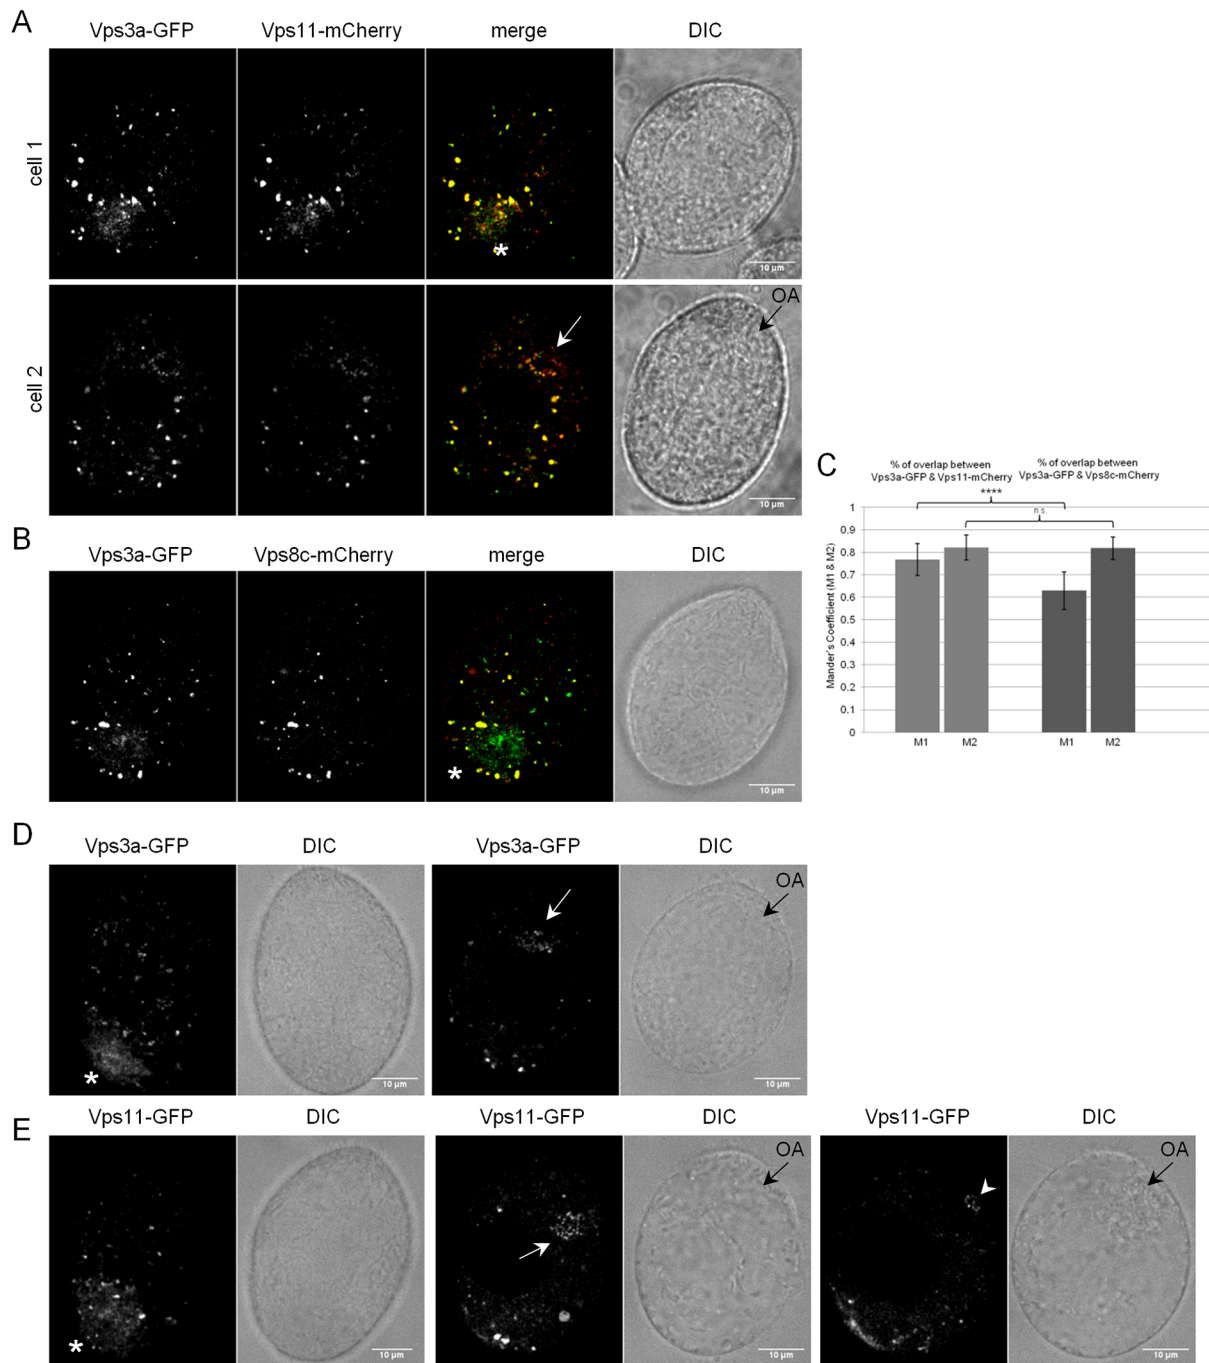 A
Vps3a-GFP Vps11-mCherry merge DIC
cell 1
*
10 µm
cell 2
OA
10 µm
B
Vps3a-GFP Vps8c-mCherry merge DIC
*
10 µm
C
% of overlap between
Vps3a-GFP & Vps11-mCherry
% of overlap between
Vps3a-GFP & Vps8c-mCherry
****
n.s.
Mander's Coefficient (M1 & M2)
1
0.9
0.8
0.7
0.6
0.5
0.4
0.3
0.2
0.1
0
M1 M2 M1 M2
D
Vps3a-GFP DIC Vps3a-GFP DIC
OA
*
10 µm
10 µm
E
Vps11-GFP DIC Vps11-GFP DIC Vps11-GFP DIC
OA
OA
*
10 µm
10 µm
10 µm